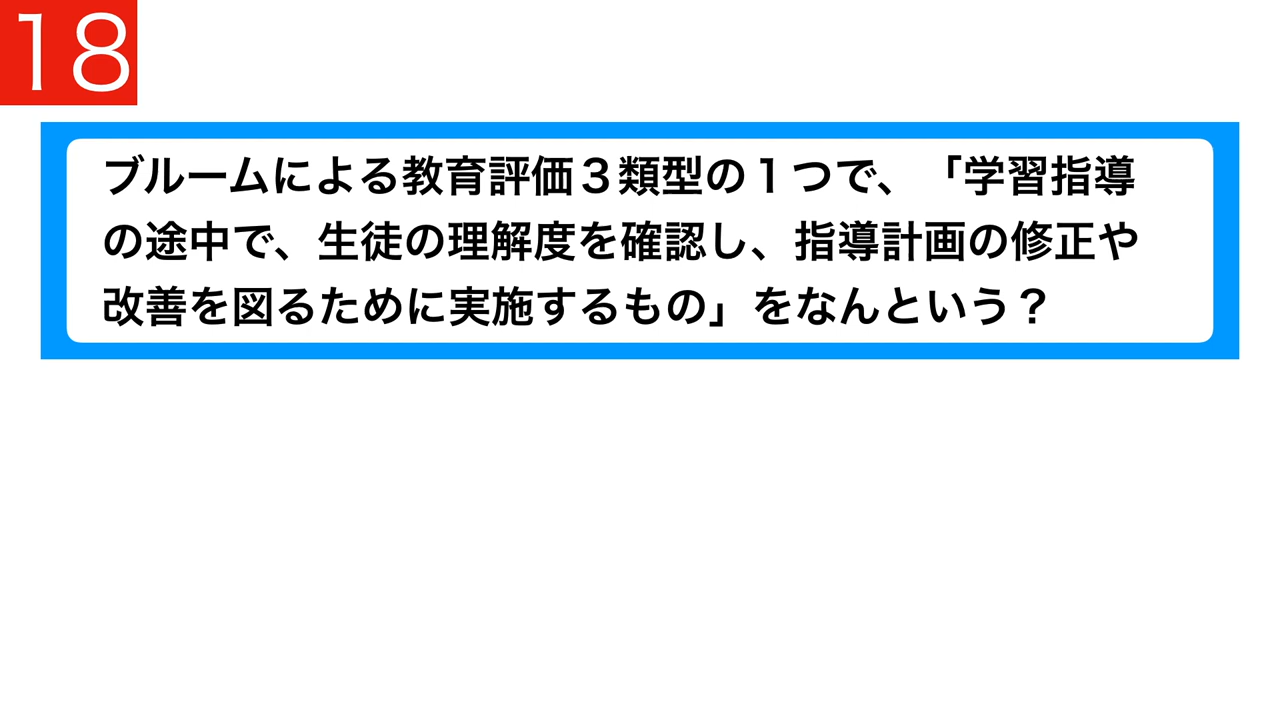 18
ブルームによる教育評価３類型の１つで、「学習指導
の途中で、生徒の理解度を確認し、指導計画の修正や
改善を図るために実施するもの」をなんという？